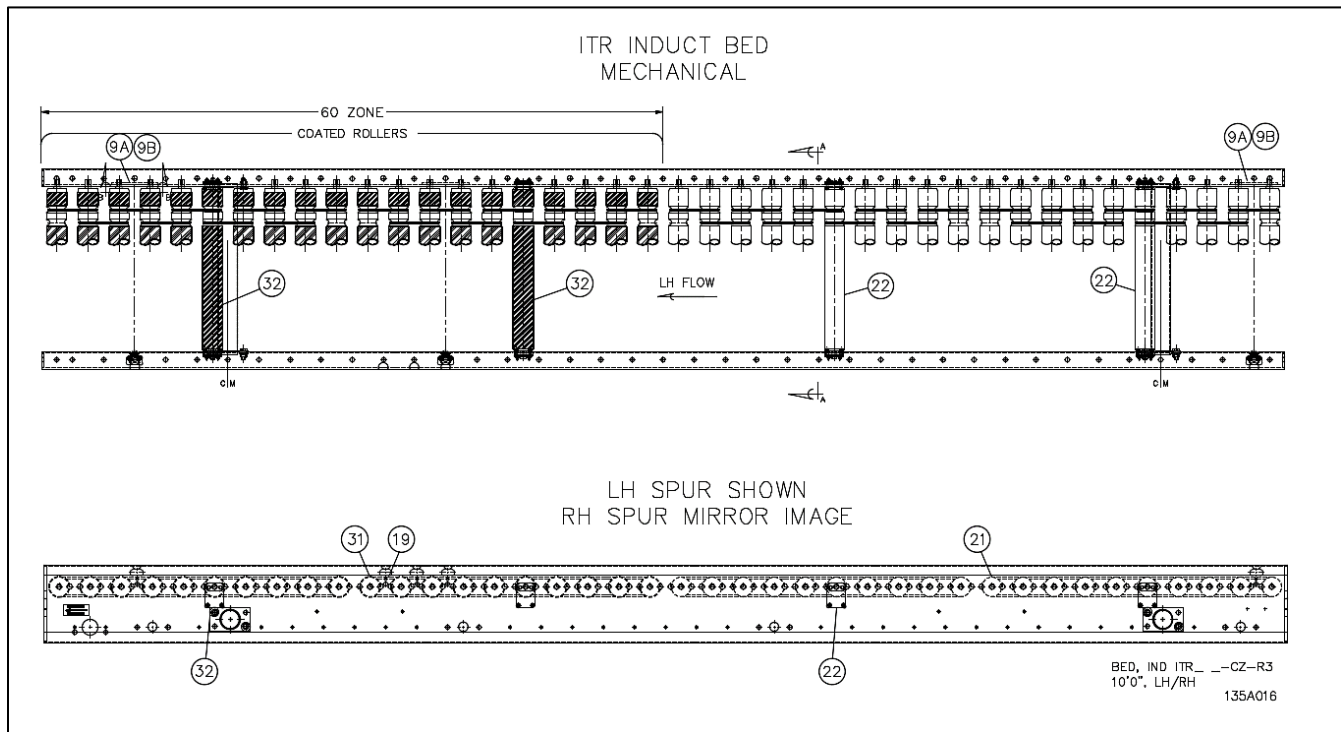 ITR INDUCT BED
MECHANICAL
60 ZONE
COATED ROLLERS
9A 9B
A
9A 9B
32
32
LH FLOW
22
22
C M
A
C M
LH SPUR SHOWN
RH SPUR MIRROR IMAGE
31 19
21
32
22
BED, IND ITR_ _-CZ-R3
10'0", LH/RH
135A016